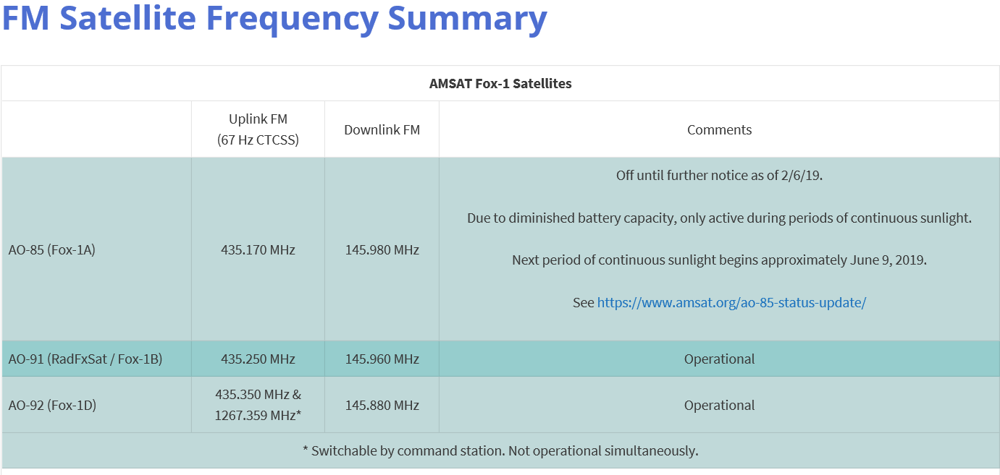 FM Satellite Frequency Summary
AMSAT Fox-1 Satellites
Uplink FM
(67 Hz CTCSS)
Downlink FM
Comments
AO-85 (Fox-1A)
435.170 MHz
145.980 MHz
Off until further notice as of 2/6/19.
Due to diminished battery capacity, only active during periods of continuous sunlight.
Next period of continuous sunlight begins approximately June 9, 2019.
See https://www.amsat.org/ao-85-status-update/
AO-91 (RadFxSat / Fox-1B)
435.250 MHz
145.960 MHz
Operational
AO-92 (Fox-1D)
435.350 MHz &
1267.359 MHz*
145.880 MHz
Operational
* Switchable by command station. Not operational simultaneously.